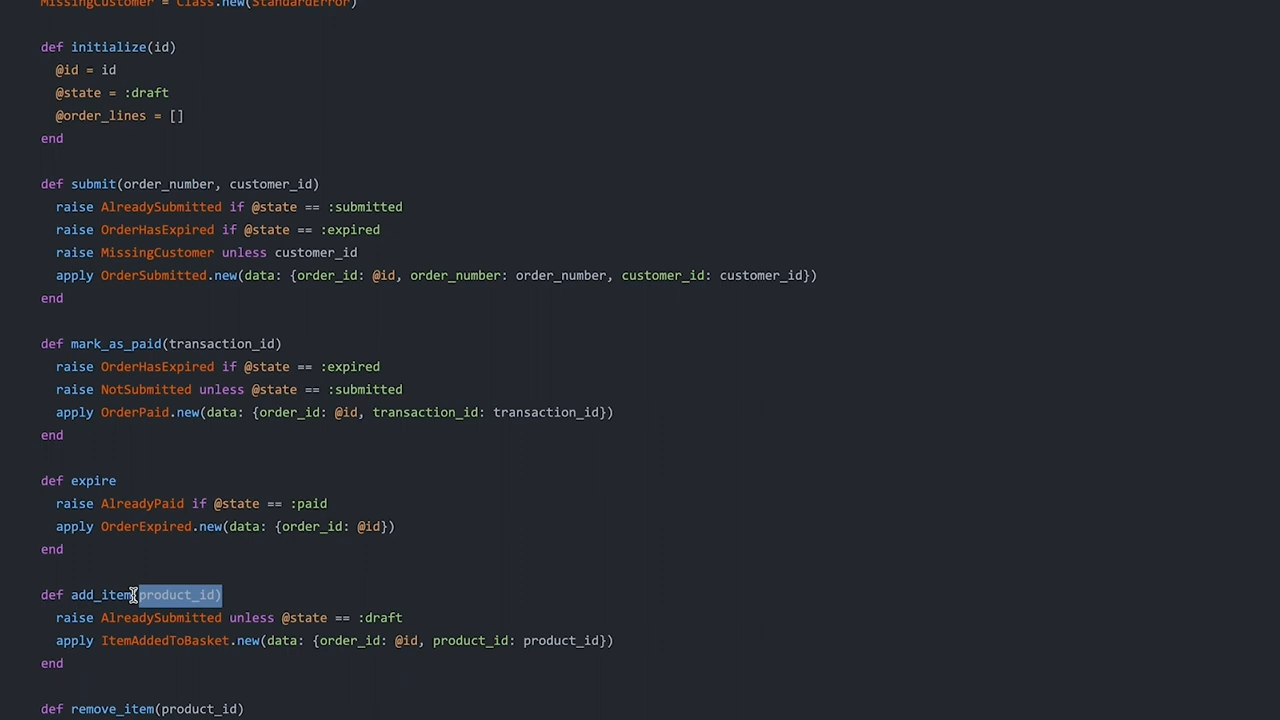 MissingCustomer = Class.new(StandardError)
def initialize(id)
@id = id
@state = :draft
@order_lines = []
end
def submit(order_number, customer_id)
raise AlreadySubmitted if @state == :submitted
raise OrderHasExpired if @state == :expired
raise MissingCustomer unless customer_id
apply OrderSubmitted.new(data: {order_id: @id, order_number: order_number, customer_id: customer_id})
end
def mark_as_paid(transaction_id)
raise OrderHasExpired if @state == :expired
raise NotSubmitted unless @state == :submitted
apply OrderPaid.new(data: {order_id: @id, transaction_id: transaction_id})
end
def expire
raise AlreadyPaid if @state == :paid
apply OrderExpired.new(data: {order_id: @id})
end
def add_item(product_id)
raise AlreadySubmitted unless @state == :draft
apply ItemAddedToBasket.new(data: {order_id: @id, product_id: product_id})
end
def remove_item(product_id)